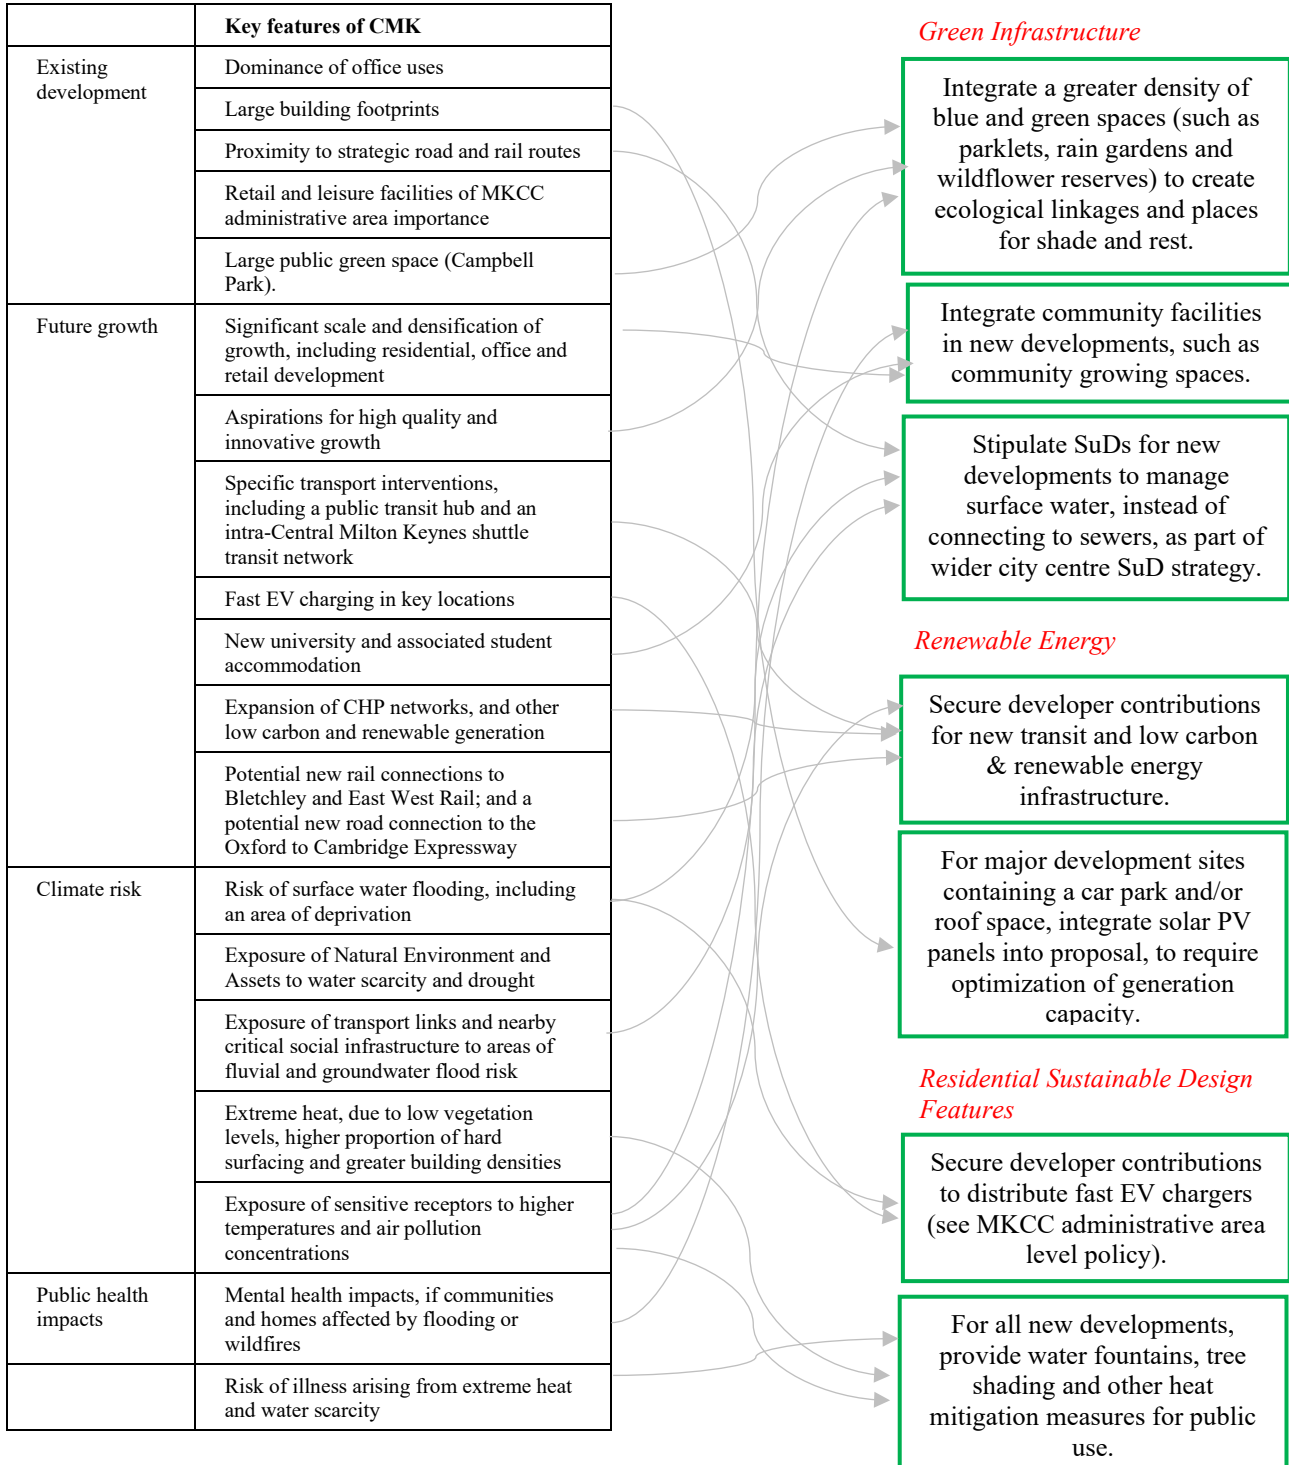 Key features of CMK
Existing
development
Dominance of office uses
Large building footprints
Proximity to strategic road and rail routes
Retail and leisure facilities of MKCC
administrative area importance
Large public green space (Campbell
Park).
Future growth
Significant scale and densification of
growth, including residential, office and
retail development
Aspirations for high quality and
innovative growth
Specific transport interventions,
including a public transit hub and an
intra-Central Milton Keynes shuttle
transit network
Fast EV charging in key locations
New university and associated student
accommodation
Expansion of CHP networks, and other
low carbon and renewable generation
Potential new rail connections to
Bletchley and East West Rail; and a
potential new road connection to the
Oxford to Cambridge Expressway
Climate risk
Risk of surface water flooding, including
an area of deprivation
Exposure of Natural Environment and
Assets to water scarcity and drought
Exposure of transport links and nearby
critical social infrastructure to areas of
fluvial and groundwater flood risk
Extreme heat, due to low vegetation
levels, higher proportion of hard
surfacing and greater building densities
Exposure of sensitive receptors to higher
temperatures and air pollution
concentrations
Public health
impacts
Mental health impacts, if communities
and homes affected by flooding or
wildfires
Risk of illness arising from extreme heat
and water scarcity
Green Infrastructure
Integrate a greater density of
blue and green spaces (such as
parklets, rain gardens and
wildflower reserves) to create
ecological linkages and places
for shade and rest.
Integrate community facilities
in new developments, such as
community growing spaces.
Stipulate SuDs for new
developments to manage
surface water, instead of
connecting to sewers, as part of
wider city centre SuD strategy.
Renewable Energy
Secure developer contributions
for new transit and low carbon
& renewable energy
infrastructure.
For major development sites
containing a car park and/or
roof space, integrate solar PV
panels into proposal, to require
optimization of generation
capacity.
Residential Sustainable Design
Features
Secure developer contributions
to distribute fast EV chargers
(see MKCC administrative area
level policy).
For all new developments,
provide water fountains, tree
shading and other heat
mitigation measures for public
use.